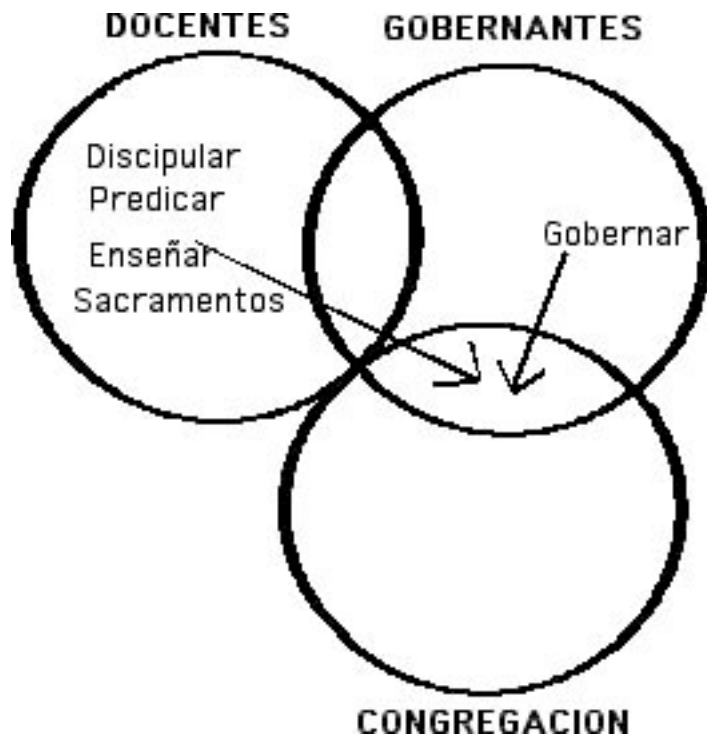 DOCENTES
GOBERNANTES
Discipular
Predicar
Enseñar
Sacramentos
Gobernar
CONGREGACION